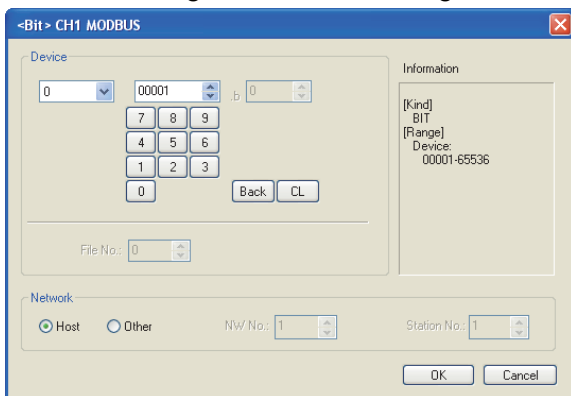 <Bit> CH1 MODBUS
Device
0 00001 .b 0
7 8 9
4 5 6
1 2 3
0 Back CL
File No.: 0
Information
[Kind]
BIT
[Range]
Device:
00001-65536
Network
Host Other NW No.: 1 Station No.: 1
OK Cancel